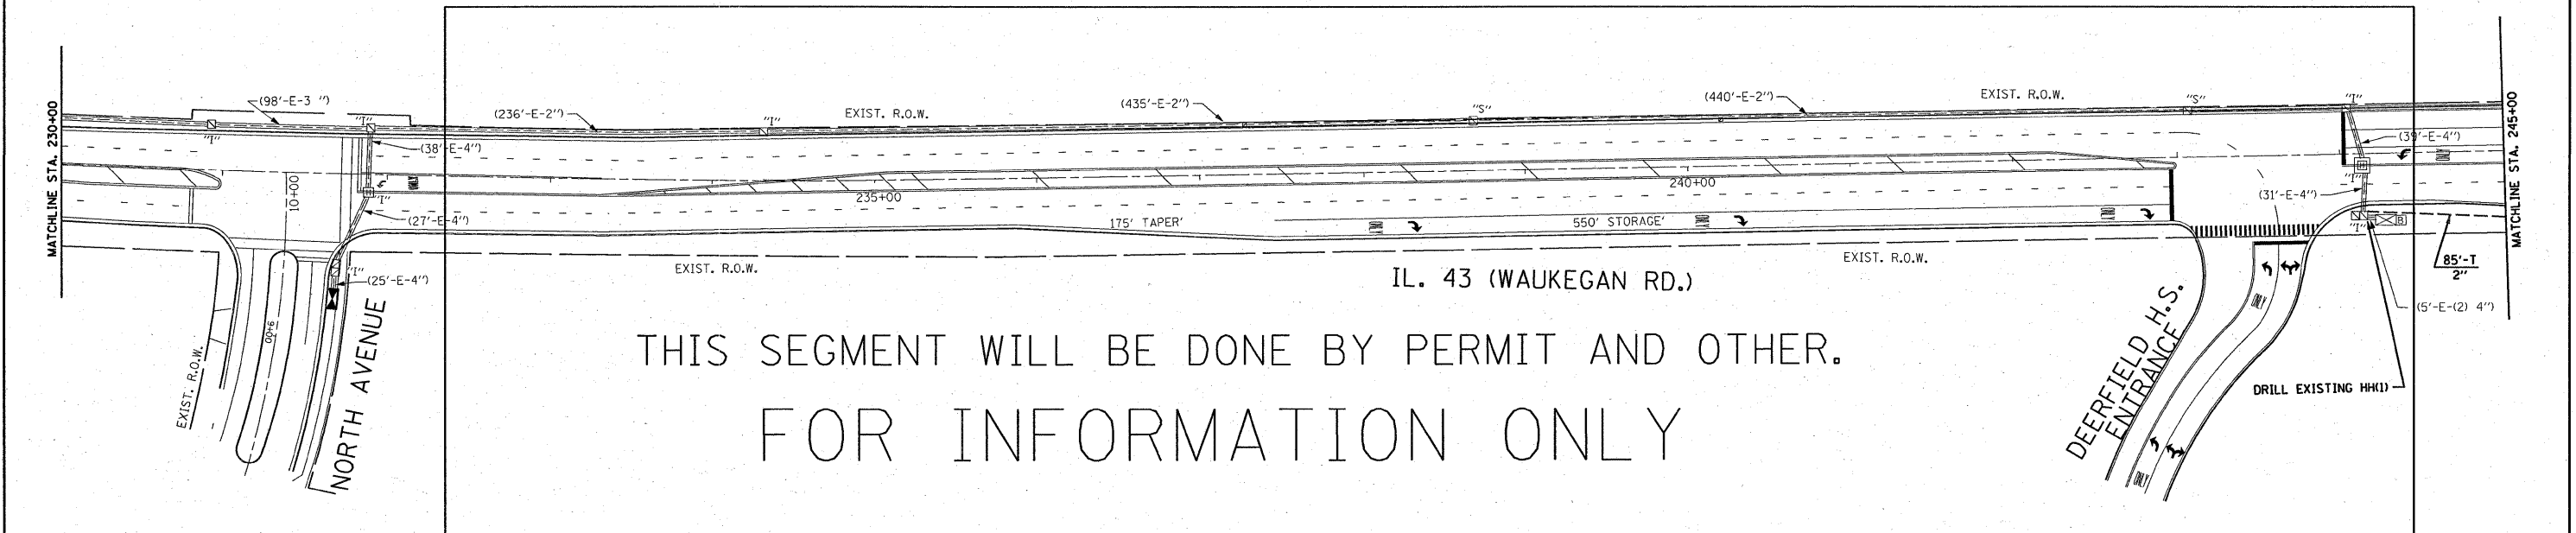 MATCHLINE STA. 230+00
(98'-E-3 ")
"I"
"I"
(38'-E-4")
(236'-E-2")
"I"
EXIST. R.O.W.
(435'-E-2")
"S"
(440'-E-2")
EXIST. R.O.W.
"S"
"I"
(39'-E-4")
MATCHLINE STA. 245+00
10+00
"I"
(27'-E-4")
ONLY
235+00
240+00
175' TAPER'
550' STORAGE'
"I"
(31'-E-4")
"I"
B
"I"
(25'-E-4")
EXIST. R.O.W.
IL. 43 (WAUKEGAN RD.)
EXIST. R.O.W.
85'-T
2"
(5'-E-(2) 4")
9+00
EXIST. R.O.W.
NORTH AVENUE
THIS SEGMENT WILL BE DONE BY PERMIT AND OTHER.
FOR INFORMATION ONLY
DEERFIELD H.S.
ENTRANCE
DRILL EXISTING HH(1)